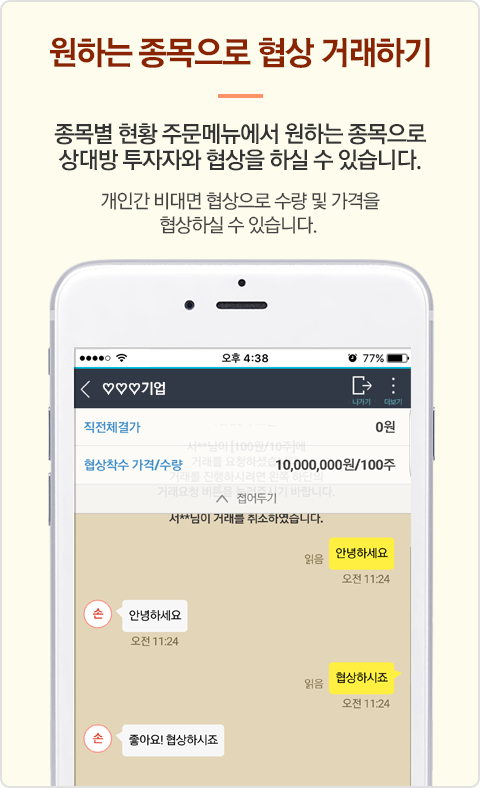 원하는 종목으로 협상 거래하기
종목별 현황 주문메뉴에서 원하는 종목으로
상대방 투자자와 협상을 하실 수 있습니다.
개인간 비대면 협상으로 수량 및 가격을
협상하실 수 있습니다.
오후 4:38
77%
♡♡♡기업
나가기
더보기
직전체결가
0원
서**님이 [100원/10주]에
거래를 요청하셨습
협상착수 가격/수량
10,000,000원/100주
거래를 진행하시려면 왼쪽 하단의
거래요청 버튼을 눌러주시기 바랍니다.
접어두기
서**님이 거래를 취소하였습니다.
읽음
안녕하세요
오전 11:24
손
안녕하세요
오전 11:24
읽음
협상하시죠
오전 11:24
손
좋아요! 협상하시죠